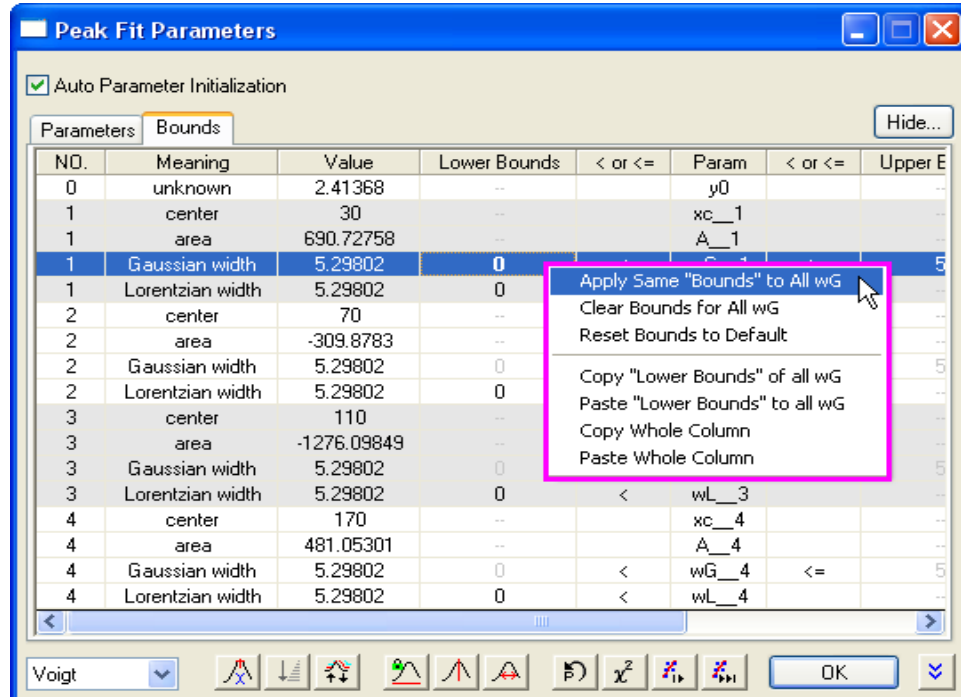 Peak Fit Parameters
Auto Parameter Initialization
Parameters Bounds Hide...
NO. Meaning Value Lower Bounds < or <= Param < or <= Upper B
0 unknown 2.41368 -- y0 --
1 center 30 -- xc__1 --
1 area 690.72758 -- A__1 --
1 Gaussian width 5.29802 0 5
1 Lorentzian width 5.29802 0 --
2 center 70 -- --
2 area -309.8783 -- --
2 Gaussian width 5.29802 0 5
2 Lorentzian width 5.29802 0 --
3 center 110 -- --
3 area -1276.09849 -- --
3 Gaussian width 5.29802 0 5
3 Lorentzian width 5.29802 0 < wL__3 --
4 center 170 -- xc__4 --
4 area 481.05301 -- A__4 --
4 Gaussian width 5.29802 0 < wG__4 <= 5
4 Lorentzian width 5.29802 0 < wL__4 --
Apply Same "Bounds" to All wG
Clear Bounds for All wG
Reset Bounds to Default
Copy "Lower Bounds" of all wG
Paste "Lower Bounds" to all wG
Copy Whole Column
Paste Whole Column
Voigt χ² OK